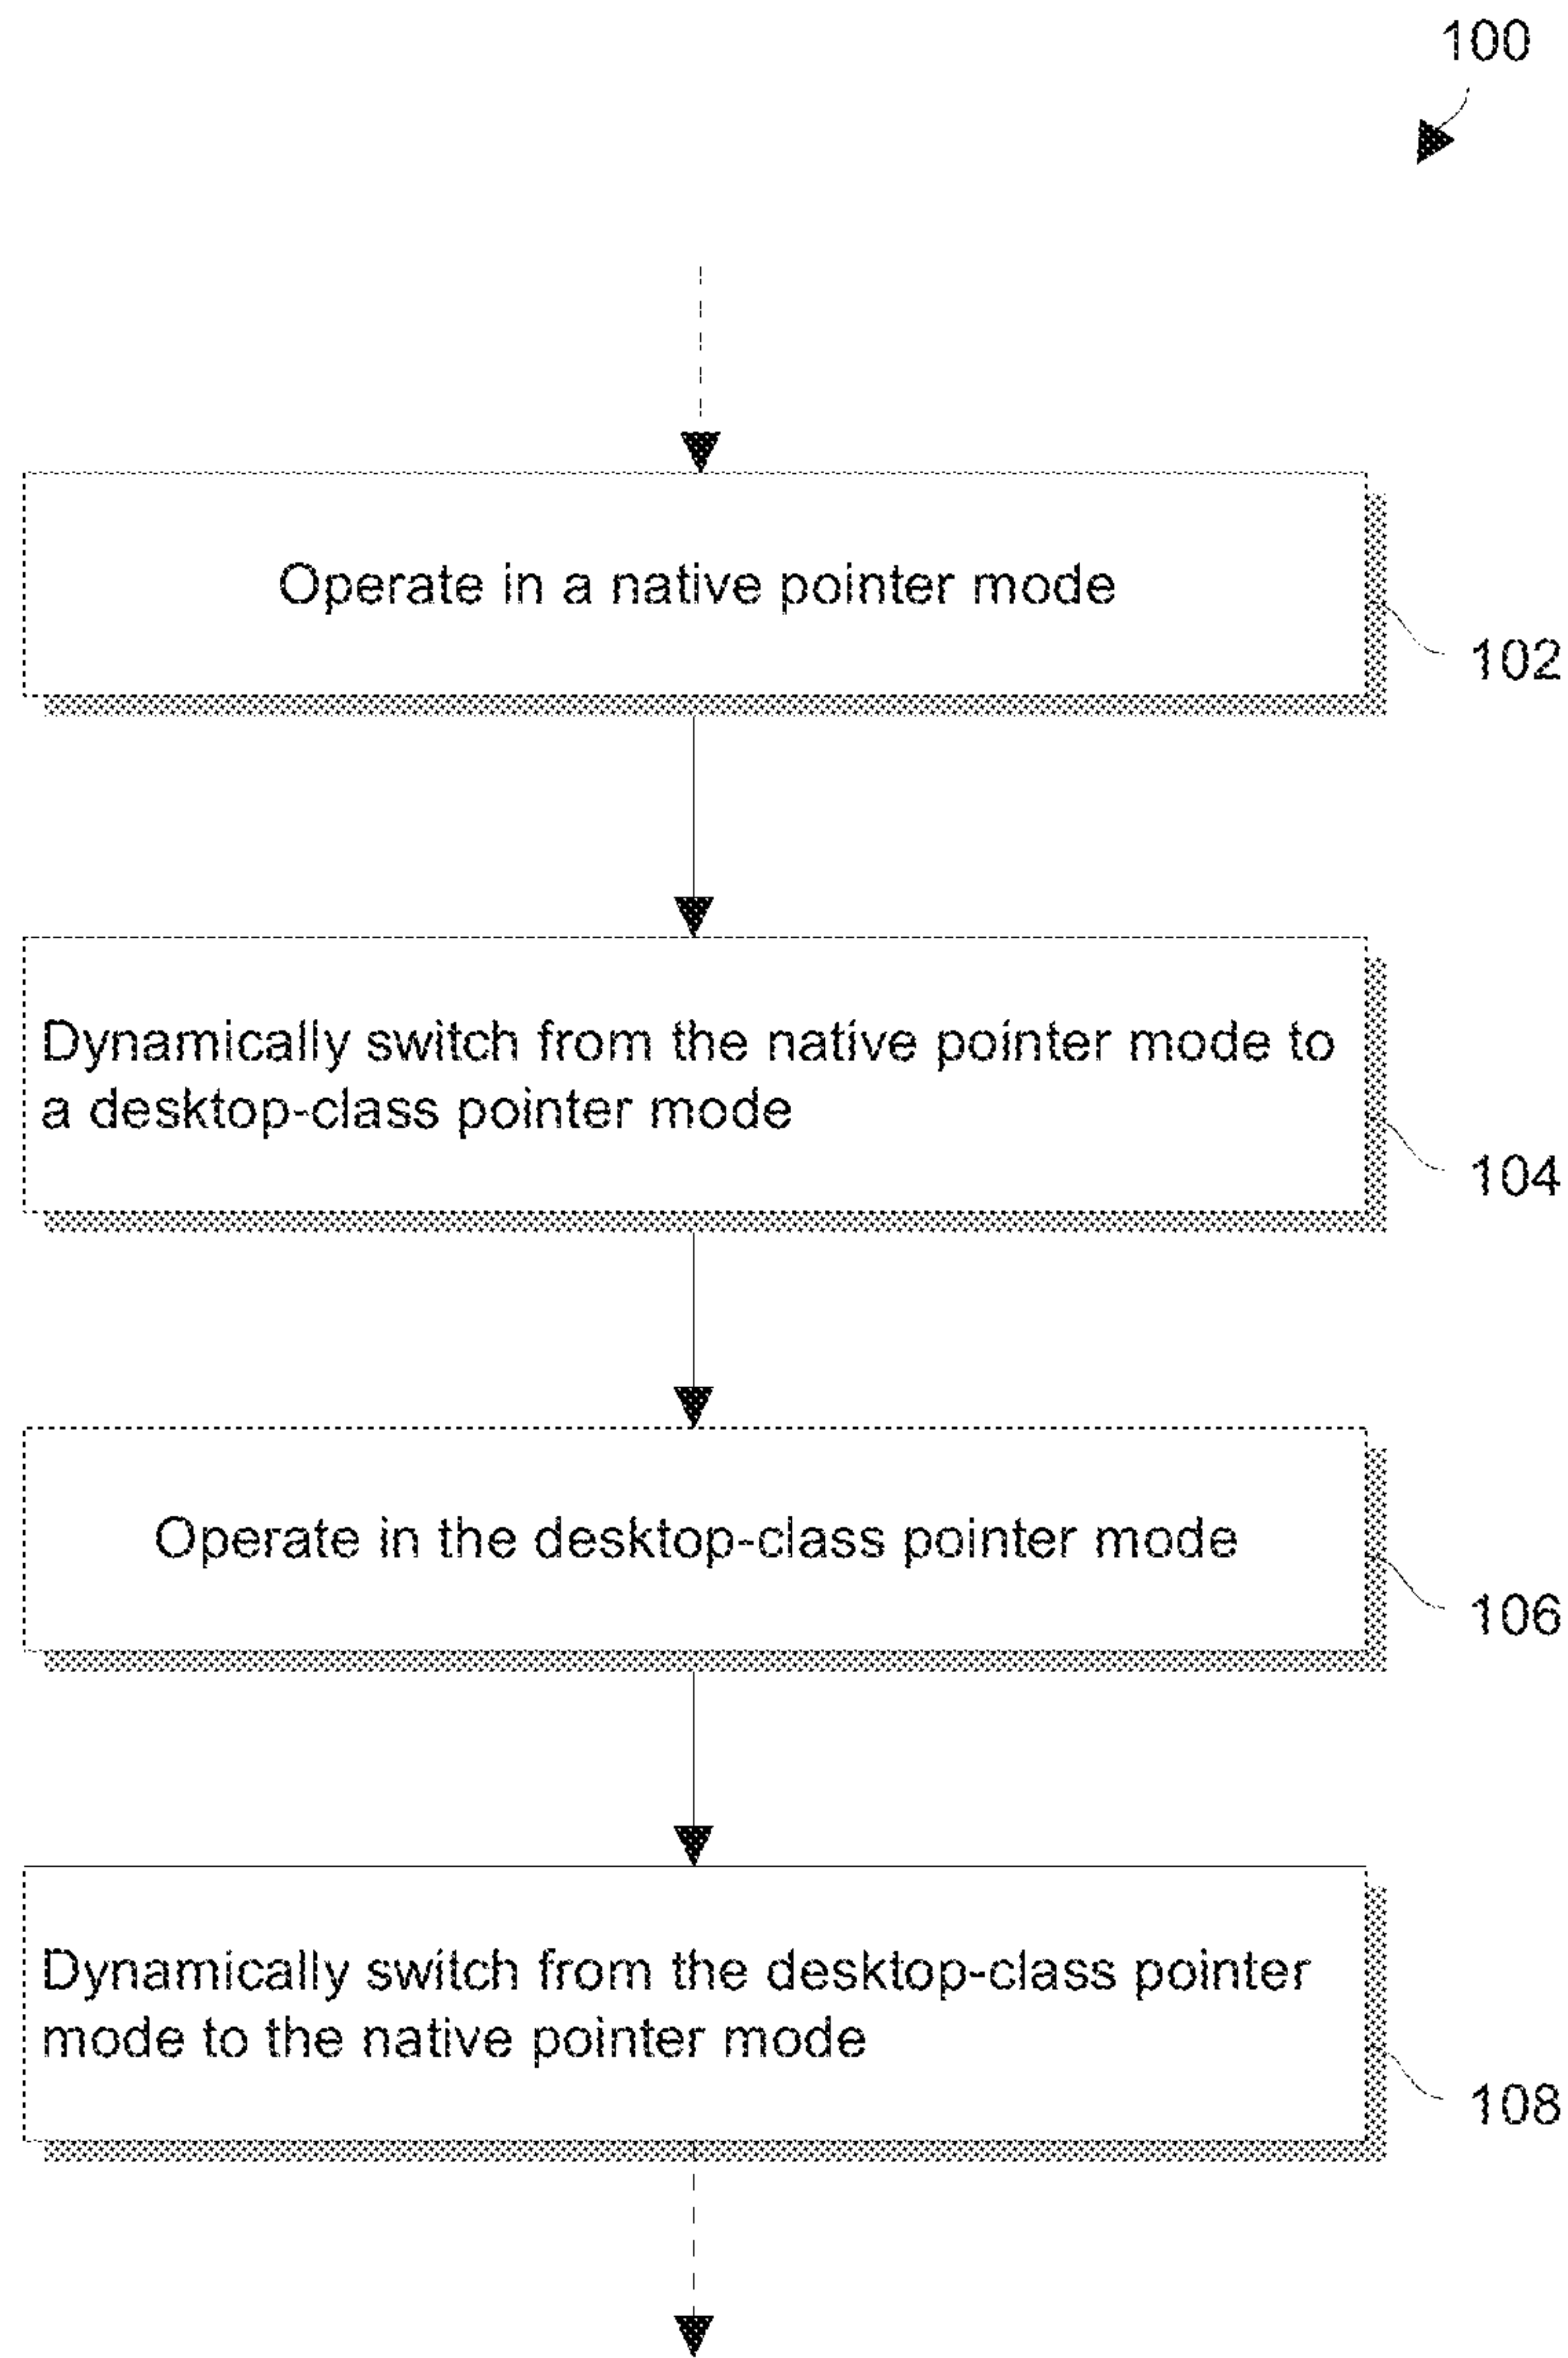 100
Operate in a native pointer mode
102
Dynamically switch from the native pointer mode to
a desktop-class pointer mode
104
Operate in the desktop-class pointer mode
106
Dynamically switch from the desktop-class pointer
mode to the native pointer mode
108